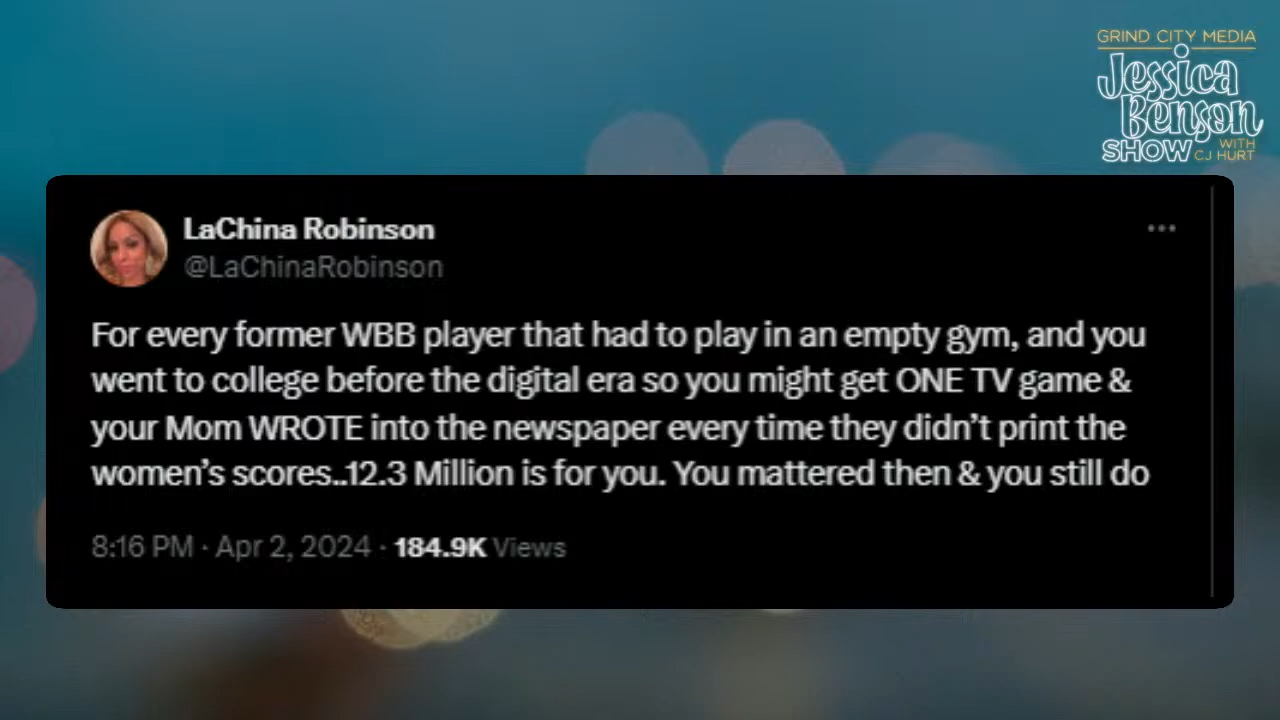 GRIND CITY MEDIA
Jessica
Benson
SHOW WITH CJ HURT
LaChina Robinson
@LaChinaRobinson
For every former WBB player that had to play in an empty gym, and you
went to college before the digital era so you might get ONE TV game &
your Mom WROTE into the newspaper every time they didn’t print the
women’s scores..12.3 Million is for you. You mattered then & you still do
8:16 PM · Apr 2, 2024 · 184.9K Views